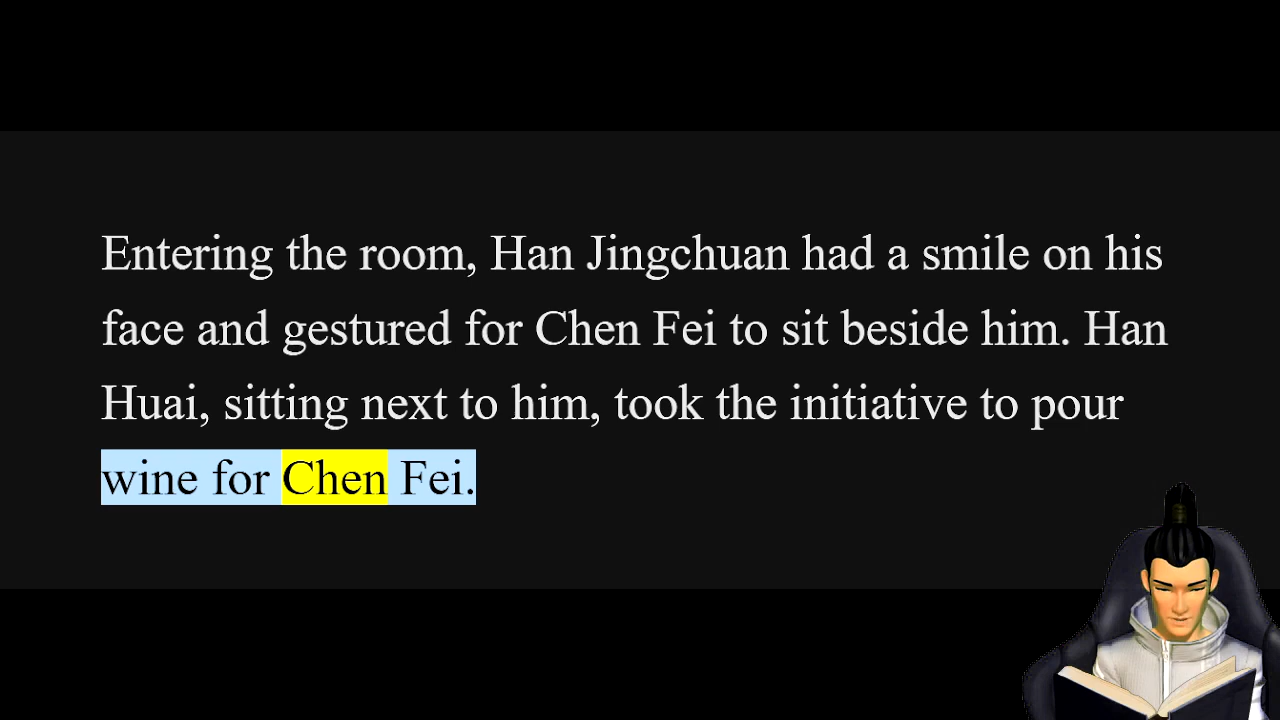 Entering the room, Han Jingchuan had a smile on his
face and gestured for Chen Fei to sit beside him. Han
Huai, sitting next to him, took the initiative to pour
wine for Chen Fei.